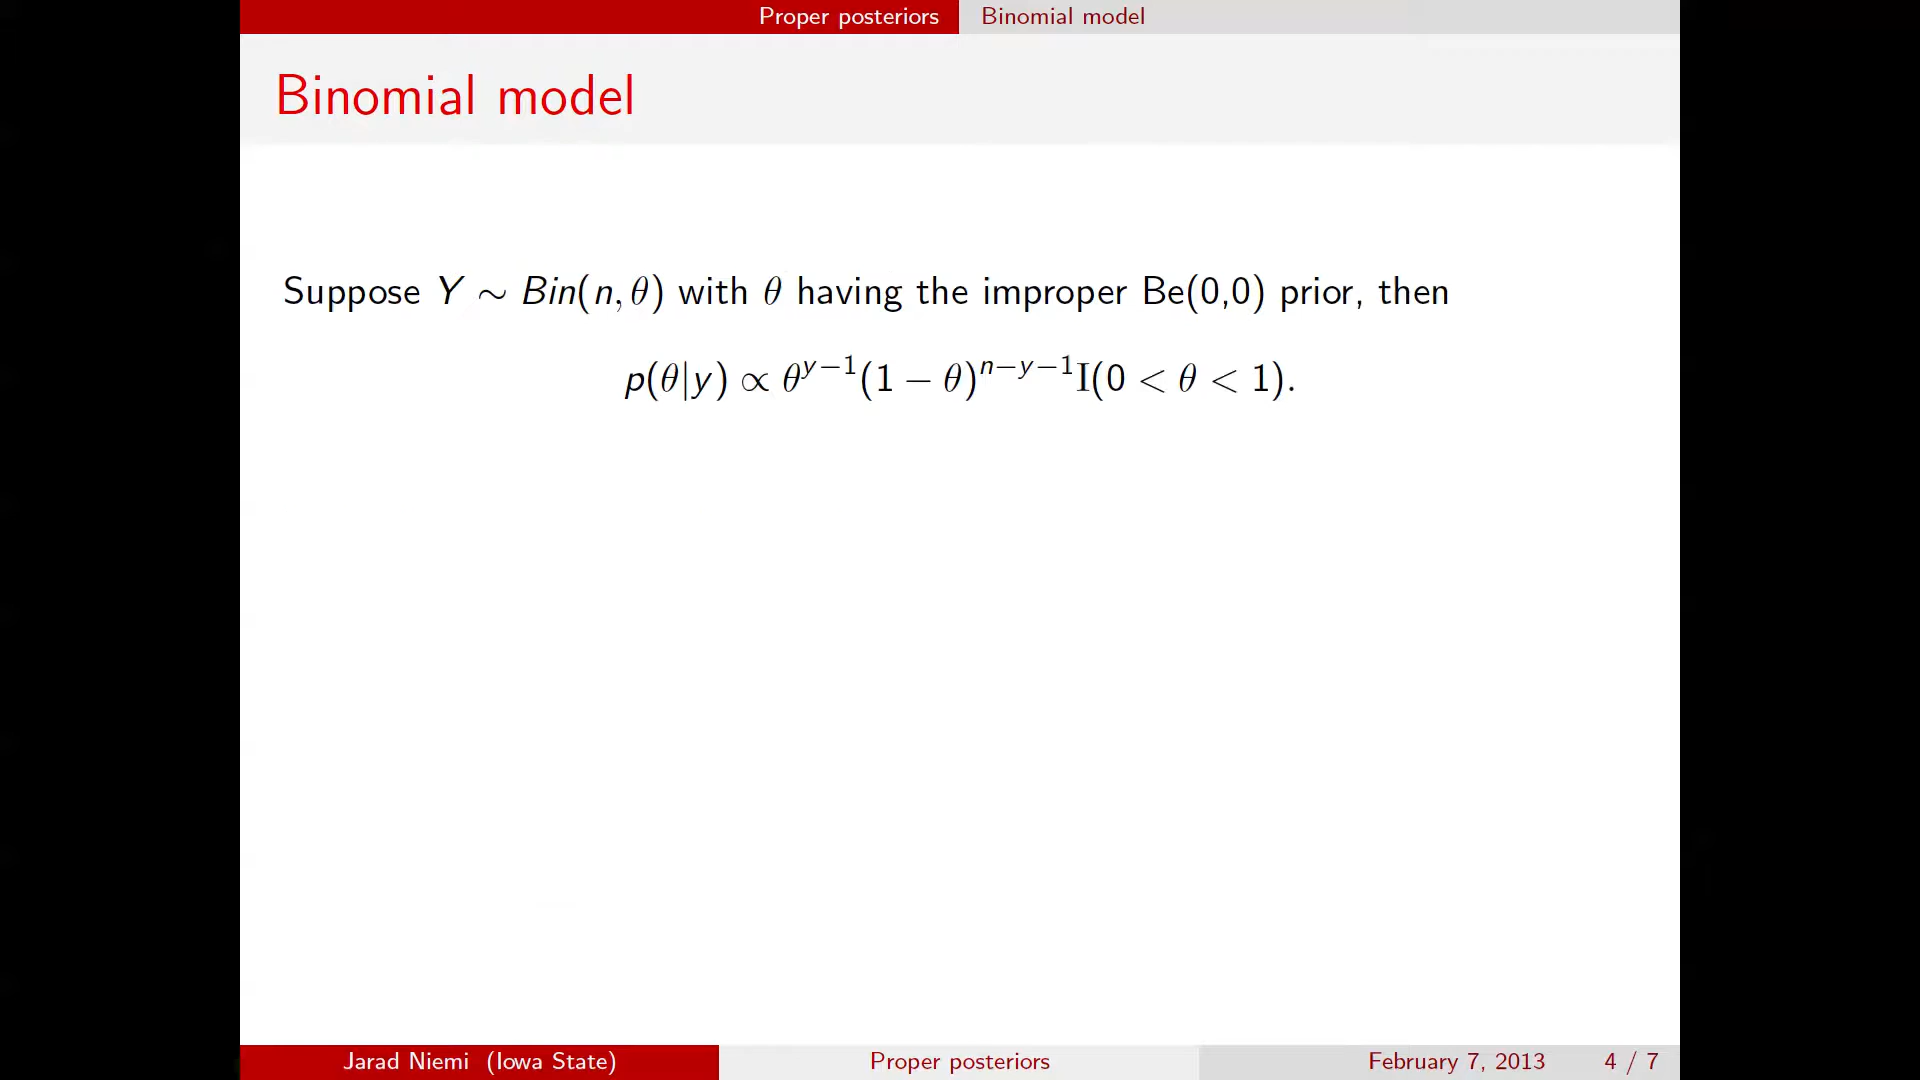 Proper posteriors Binomial model
Binomial model
Suppose Y ∼ Bin(n, θ) with θ having the improper Be(0,0) prior, then
p(θ|y) ∝ θ^{y−1}(1 − θ)^{n−y−1}I(0 < θ < 1).
Jarad Niemi (Iowa State) Proper posteriors February 7, 2013 4 / 7